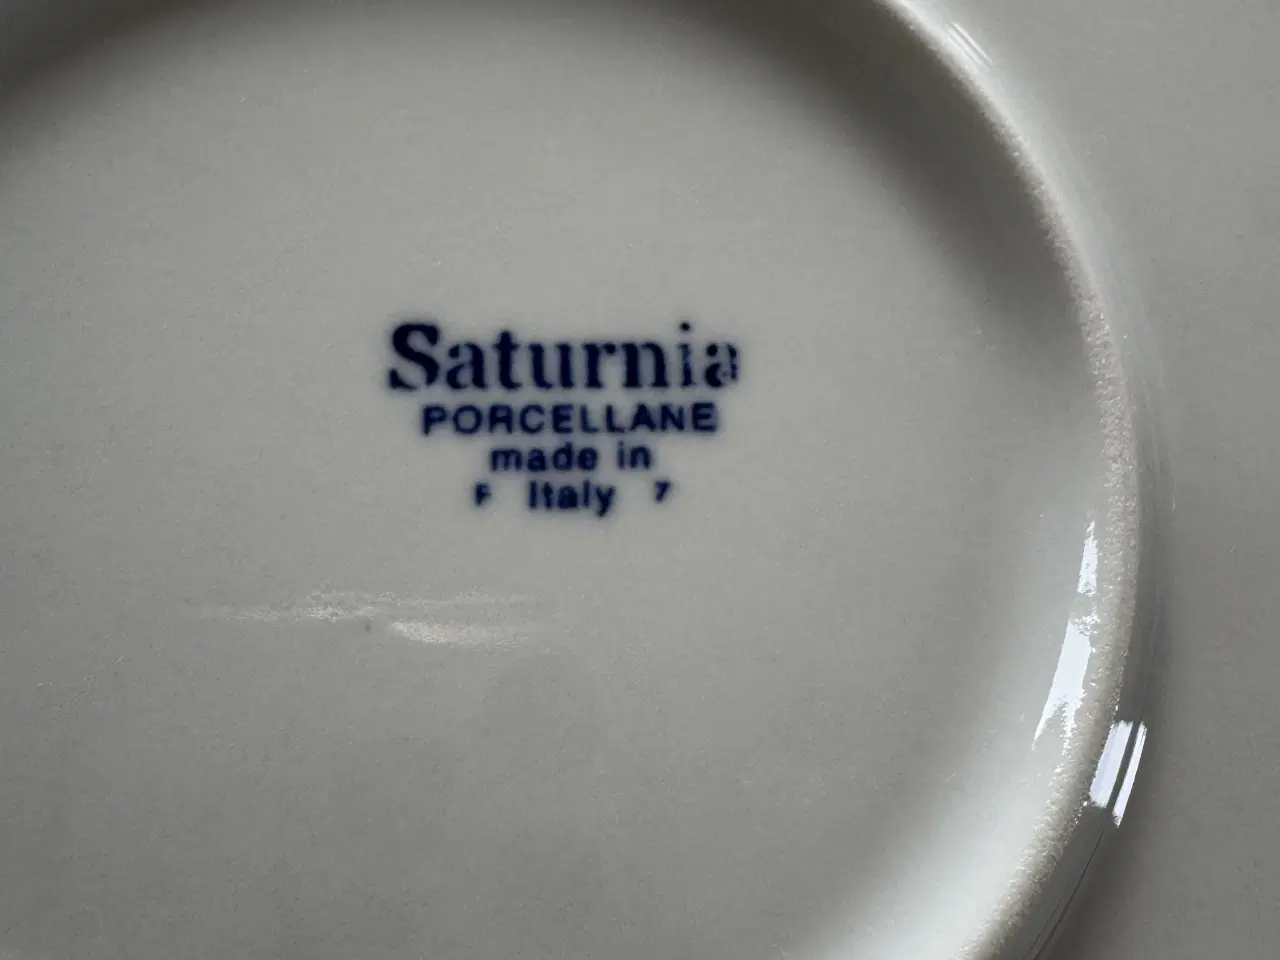 Saturnia
PORCELLANE
made in
F Italy 7